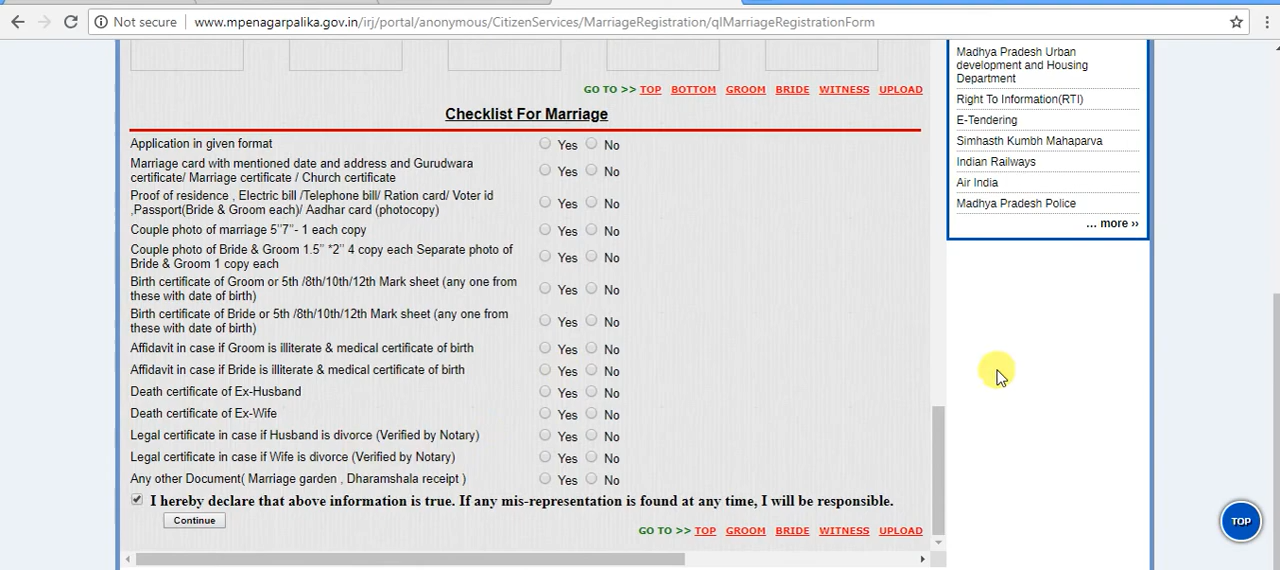 Not secure www.mpenagarpalika.gov.in/irj/portal/anonymous/CitizenServices/MarriageRegistration/qlMarriageRegistrationForm
GO TO >> TOP BOTTOM GROOM BRIDE WITNESS UPLOAD
Checklist For Marriage
Application in given format Yes No
Marriage card with mentioned date and address and Gurudwara
certificate/ Marriage certificate / Church certificate Yes No
Proof of residence , Electric bill /Telephone bill/ Ration card/ Voter id
,Passport(Bride & Groom each)/ Aadhar card (photocopy) Yes No
Couple photo of marriage 5''7''- 1 each copy Yes No
Couple photo of Bride & Groom 1.5'' *2'' 4 copy each Separate photo of
Bride & Groom 1 copy each Yes No
Birth certificate of Groom or 5th /8th/10th/12th Mark sheet (any one from
these with date of birth) Yes No
Birth certificate of Bride or 5th /8th/10th/12th Mark sheet (any one from
these with date of birth) Yes No
Affidavit in case if Groom is illiterate & medical certificate of birth Yes No
Affidavit in case if Bride is illiterate & medical certificate of birth Yes No
Death certificate of Ex-Husband Yes No
Death certificate of Ex-Wife Yes No
Legal certificate in case if Husband is divorce (Verified by Notary) Yes No
Legal certificate in case if Wife is divorce (Verified by Notary) Yes No
Any other Document( Marriage garden , Dharamshala receipt ) Yes No
I hereby declare that above information is true. If any mis-representation is found at any time, I will be responsible.
Continue
GO TO >> TOP GROOM BRIDE WITNESS UPLOAD
Madhya Pradesh Urban
development and Housing
Department
Right To Information(RTI)
E-Tendering
Simhasth Kumbh Mahaparva
Indian Railways
Air India
Madhya Pradesh Police
... more ››
TOP